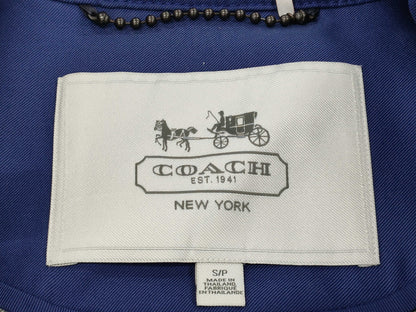 COACH
EST. 1941
NEW YORK
S/P
MADE IN
THAILAND
FABRIQUÉ
EN THAÏLANDE